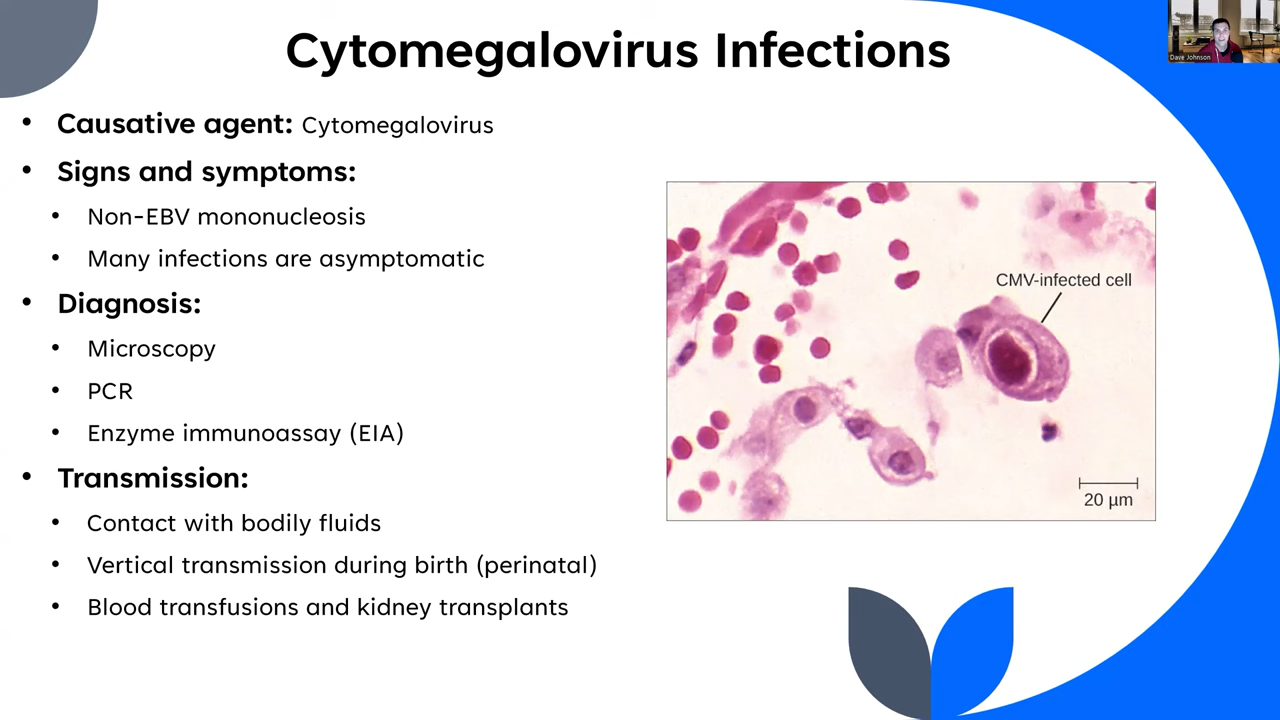 Cytomegalovirus Infections
Dave Johnson
• Causative agent: Cytomegalovirus
• Signs and symptoms:
• Non-EBV mononucleosis
• Many infections are asymptomatic
• Diagnosis:
• Microscopy
• PCR
• Enzyme immunoassay (EIA)
• Transmission:
• Contact with bodily fluids
• Vertical transmission during birth (perinatal)
• Blood transfusions and kidney transplants
CMV-infected cell
20 µm